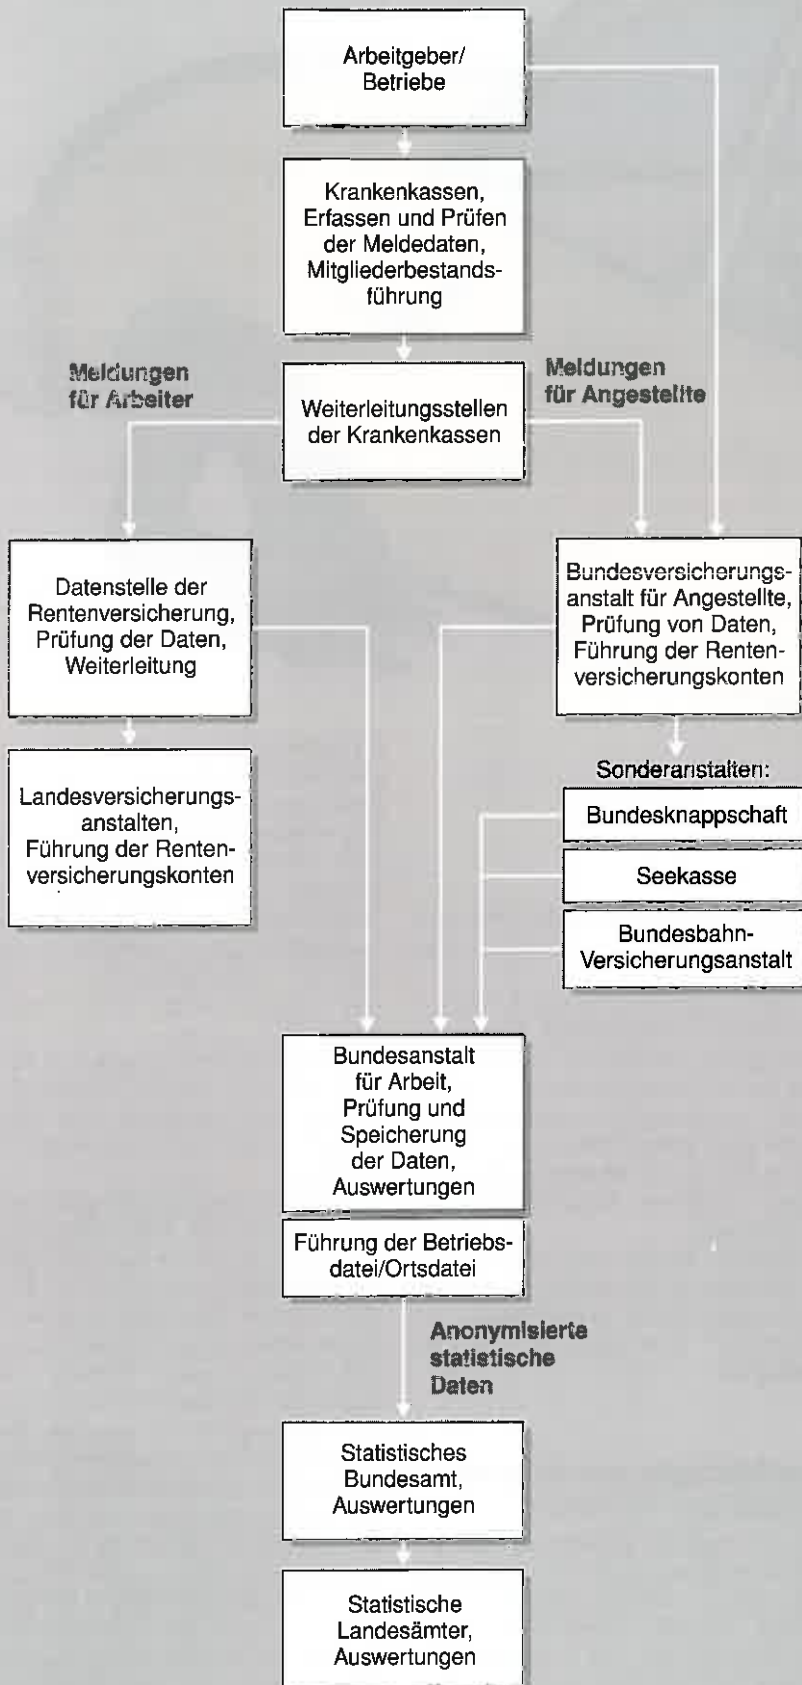 Arbeitgeber/
Betriebe
Krankenkassen,
Erfassen und Prüfen
der Meldedaten,
Mitgliederbestands-
führung
Meldungen
für Arbeiter
Weiterleitungsstellen
der Krankenkassen
Meldungen
für Angestellte
Datenstelle der
Rentenversicherung,
Prüfung der Daten,
Weiterleitung
Bundesversicherungs-
anstalt für Angestellte,
Prüfung von Daten,
Führung der Renten-
versicherungskonten
Landesversicherungs-
anstalten,
Führung der Renten-
versicherungskonten
Sonderanstalten:
Bundesknappschaft
Seekasse
Bundesbahn-
Versicherungsanstalt
Bundesanstalt
für Arbeit,
Prüfung und
Speicherung
der Daten,
Auswertungen
Führung der Betriebs-
datei/Ortsdatei
Anonymisierte
statistische
Daten
Statistisches
Bundesamt,
Auswertungen
Statistische
Landesämter,
Auswertungen